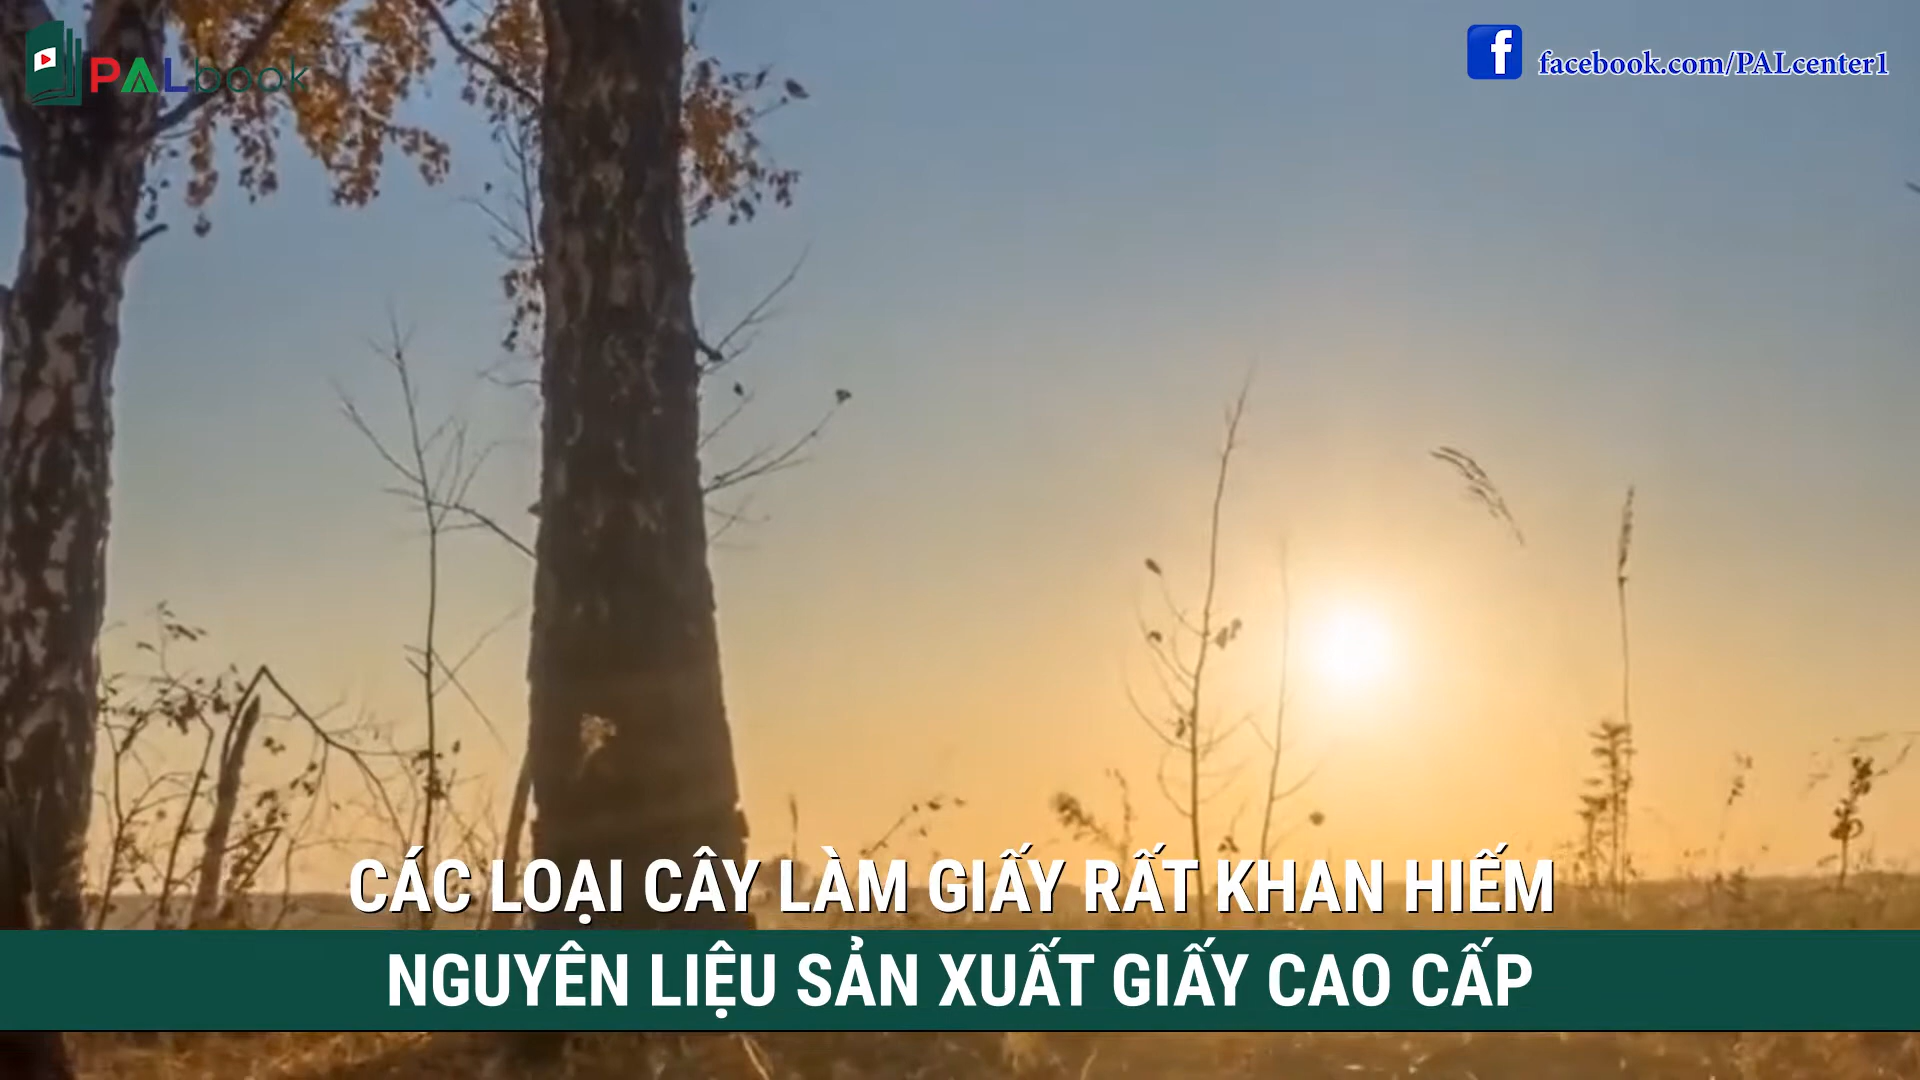 PALbook
f facebook.com/PALcenter1
CÁC LOẠI CÂY LÀM GIẤY RẤT KHAN HIẾM
NGUYÊN LIỆU SẢN XUẤT GIẤY CAO CẤP